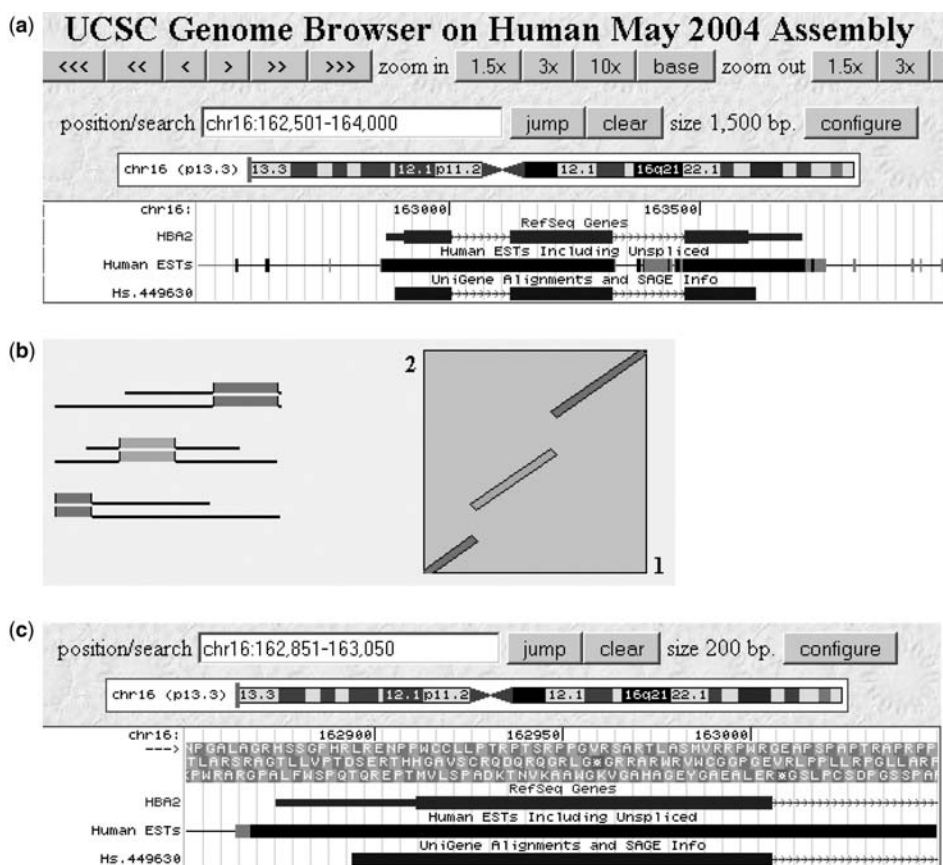 (a)
UCSC Genome Browser on Human May 2004 Assembly
<<< << < > >> >>> zoom in 1.5x 3x 10x base zoom out 1.5x 3x
position/search chr16:162,501-164,000 jump clear size 1,500 bp. configure
chr16 (p13.3) 13.3 12.1 p11.2 12.1 16q21 22.1
chr16: 163000 163500
RefSeq Genes
HBA2
Human ESTs Including Unspliced
Human ESTs
UniGene Alignments and SAGE Info
Hs.449630
(b)
2
1
(c)
position/search chr16:162,851-163,050 jump clear size 200 bp. configure
chr16 (p13.3) 13.3 12.1 p11.2 12.1 16q21 22.1
chr16: 162900 162950 163000
--->
RefSeq Genes
HBA2
Human ESTs Including Unspliced
Human ESTs
UniGene Alignments and SAGE Info
Hs.449630